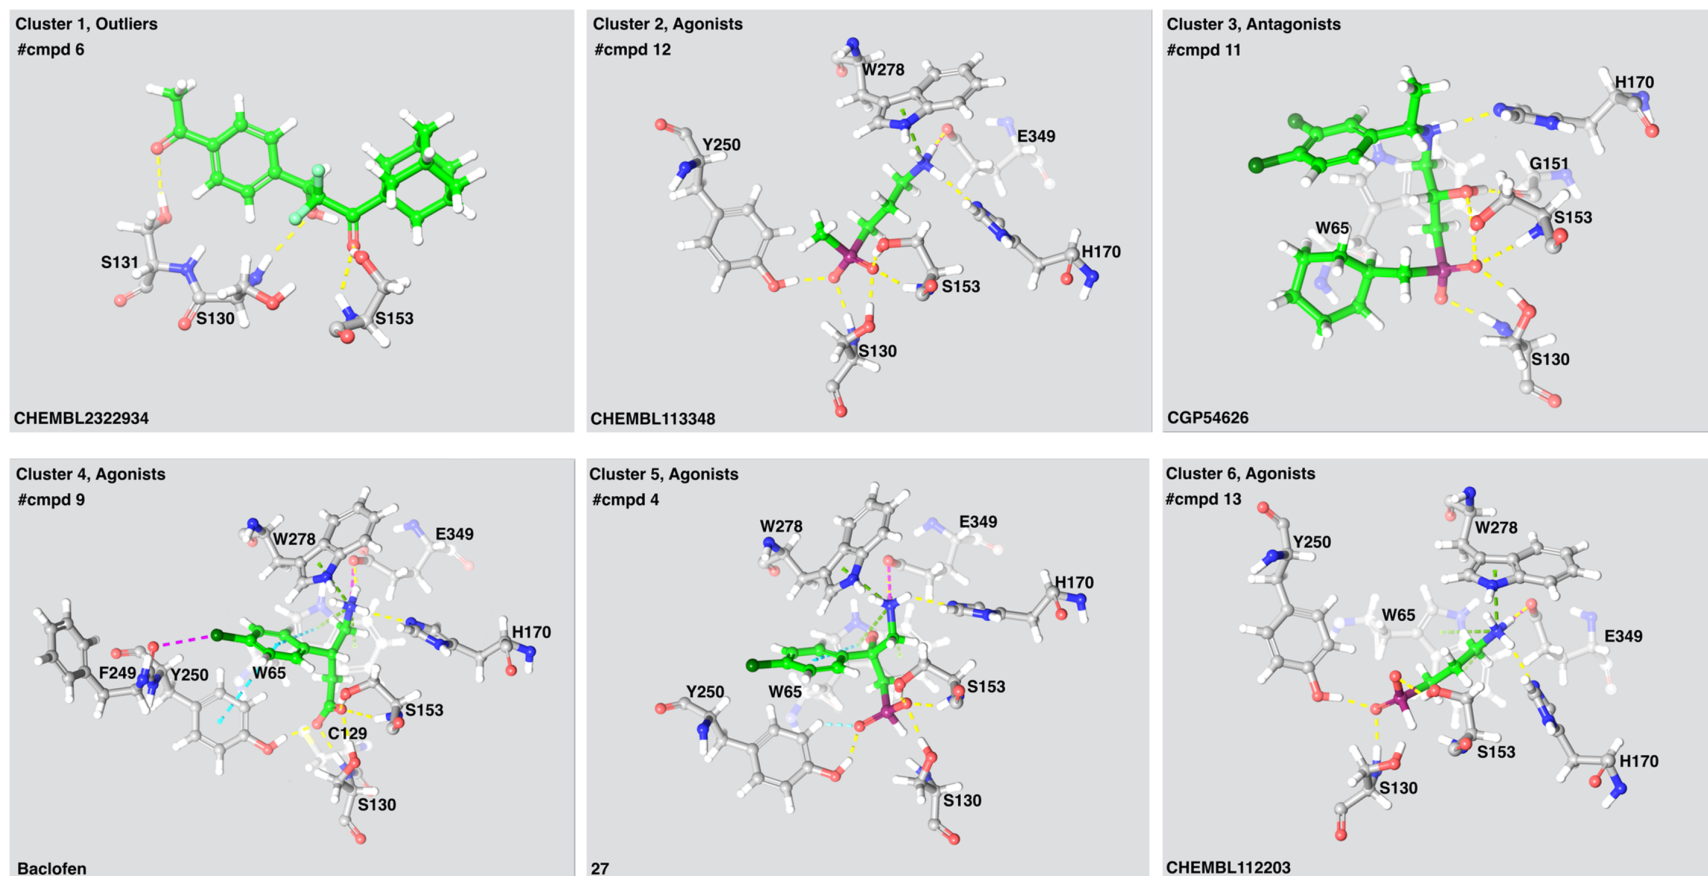 Cluster 1, Outliers
#cmpd 6
S131
S130
S153
CHEMBL2322934
Cluster 2, Agonists
#cmpd 12
W278
Y250
E349
H170
S153
S130
CHEMBL113348
Cluster 3, Antagonists
#cmpd 11
H170
G151
S153
W65
S130
CGP54626
Cluster 4, Agonists
#cmpd 9
W278
E349
H170
F249
Y250
W65
S153
C129
S130
Baclofen
Cluster 5, Agonists
#cmpd 4
W278
E349
H170
Y250
W65
S153
S130
27
Cluster 6, Agonists
#cmpd 13
W278
Y250
W65
E349
S153
H170
S130
CHEMBL112203